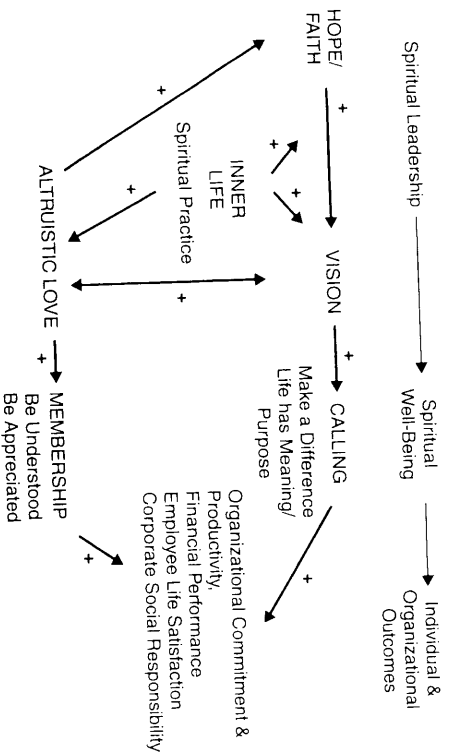 Spiritual Leadership
Spiritual
Well-Being
Individual &
Organizational
Outcomes
HOPE/
FAITH
+
VISION
+
CALLING
Make a Difference
Life has Meaning/
Purpose
+
+
+
INNER
LIFE
Spiritual Practice
+
+
+
Organizational Commitment &
Productivity,
Financial Performance
Employee Life Satisfaction
Corporate Social Responsibility
ALTRUISTIC LOVE
+
MEMBERSHIP
Be Understood
Be Appreciated
+